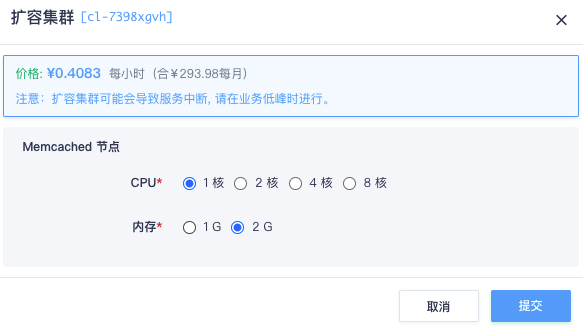 扩容集群 [cl-7398xgvh]
价格: ¥0.4083 每小时（合￥293.98每月）
注意：扩容集群可能会导致服务中断, 请在业务低峰时进行。
Memcached 节点
CPU* 1 核 2 核 4 核 8 核
内存* 1 G 2 G
取消 提交